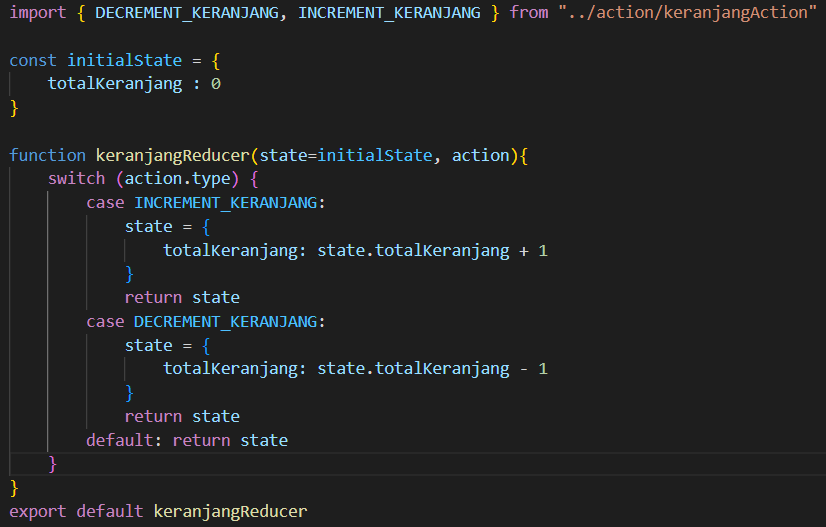 import { DECREMENT_KERANJANG, INCREMENT_KERANJANG } from "../action/keranjangAction"
const initialState = {
totalKeranjang : 0
}
function keranjangReducer(state=initialState, action){
switch (action.type) {
case INCREMENT_KERANJANG:
state = {
totalKeranjang: state.totalKeranjang + 1
}
return state
case DECREMENT_KERANJANG:
state = {
totalKeranjang: state.totalKeranjang - 1
}
return state
default: return state
}
}
export default keranjangReducer